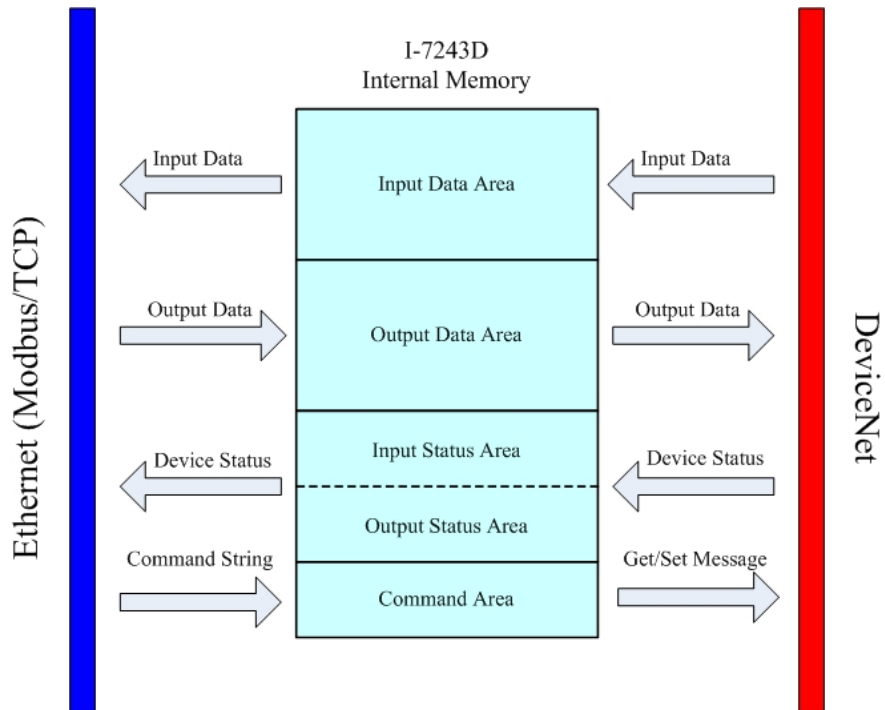 I-7243D
Internal Memory
Input Data
Input Data Area
Input Data
Output Data
Output Data Area
Output Data
Ethernet (Modbus/TCP)
DeviceNet
Device Status
Input Status Area
Device Status
Output Status Area
Command String
Command Area
Get/Set Message